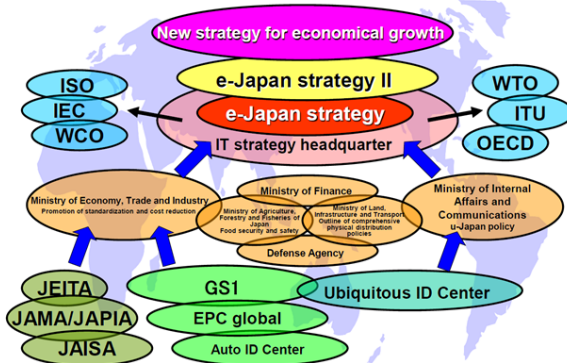 New strategy for economical growth
e-Japan strategy II
e-Japan strategy
IT strategy headquarter
ISO
IEC
WCO
WTO
ITU
OECD
Ministry of Economy, Trade and Industry
Promotion of standardization and cost reduction
Ministry of Finance
Ministry of Agriculture,
Forestry and Fisheries of
Japan
Food security and safety
Ministry of Land,
Infrastructure and Transport
Outline of comprehensive
physical distribution
policies
Defense Agency
Ministry of Internal
Affairs and
Communications
u-Japan policy
JEITA
JAMA/JAPIA
JAISA
GS1
EPC global
Auto ID Center
Ubiquitous ID Center